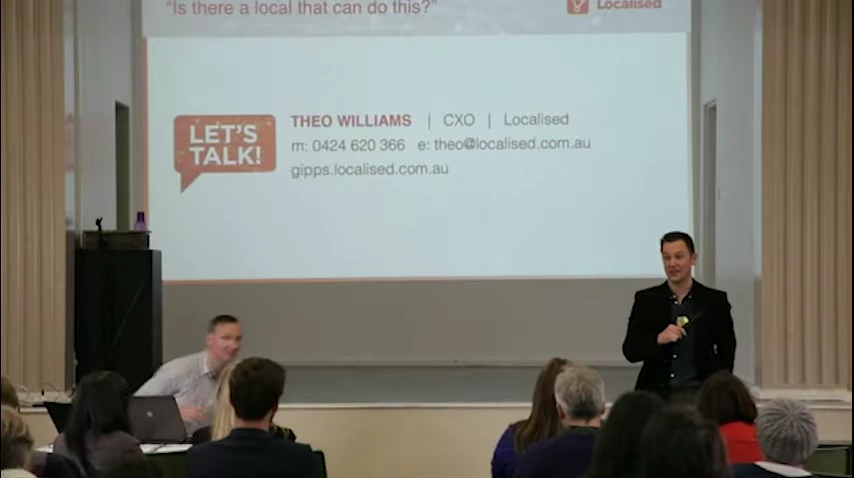 "Is there a local that can do this?"
Localised
LET'S
TALK!
THEO WILLIAMS | CXO | Localised
m: 0424 620 366 e: theo@localised.com.au
gipps.localised.com.au